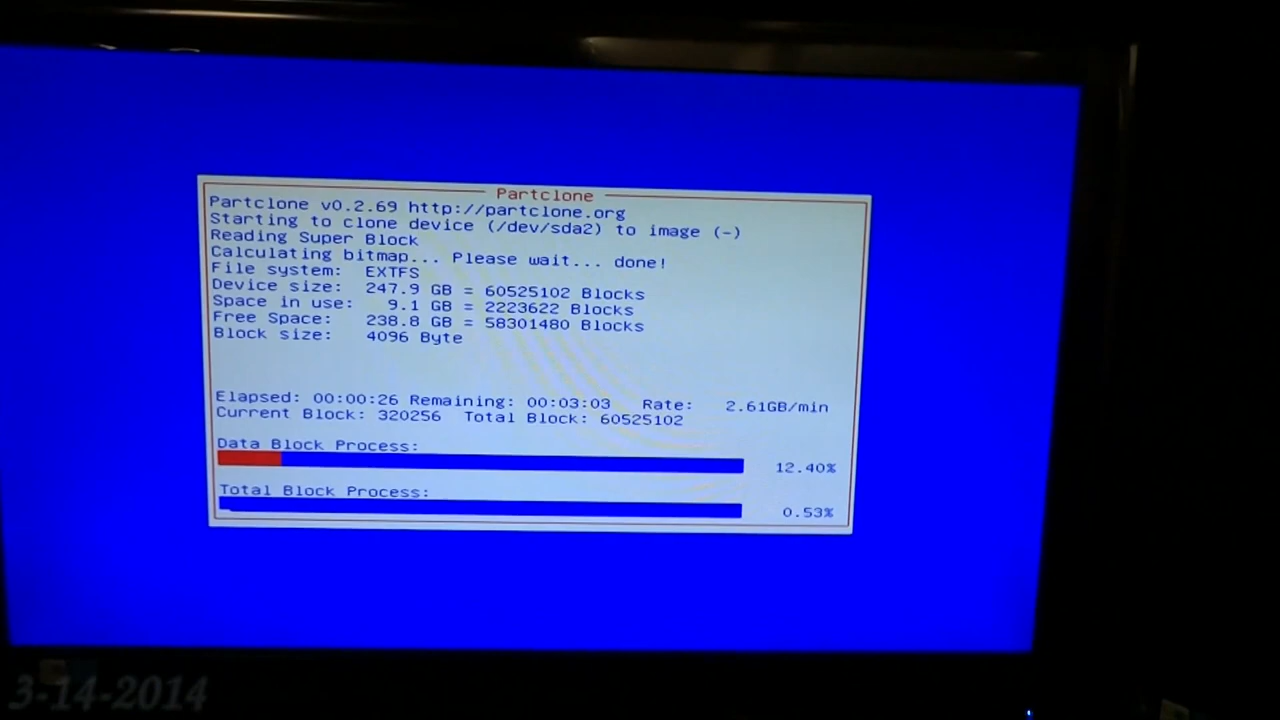 Partclone
Partclone v0.2.69 http://partclone.org
Starting to clone device (/dev/sda2) to image (-)
Reading Super Block
Calculating bitmap... Please wait... done!
File system: EXTFS
Device size: 247.9 GB = 60525102 Blocks
Space in use: 9.1 GB = 2223622 Blocks
Free Space: 238.8 GB = 58301480 Blocks
Block size: 4096 Byte
Elapsed: 00:00:26 Remaining: 00:03:03 Rate: 2.61GB/min
Current Block: 320256 Total Block: 60525102
Data Block Process:
12.40%
Total Block Process:
0.53%
3-14-2014